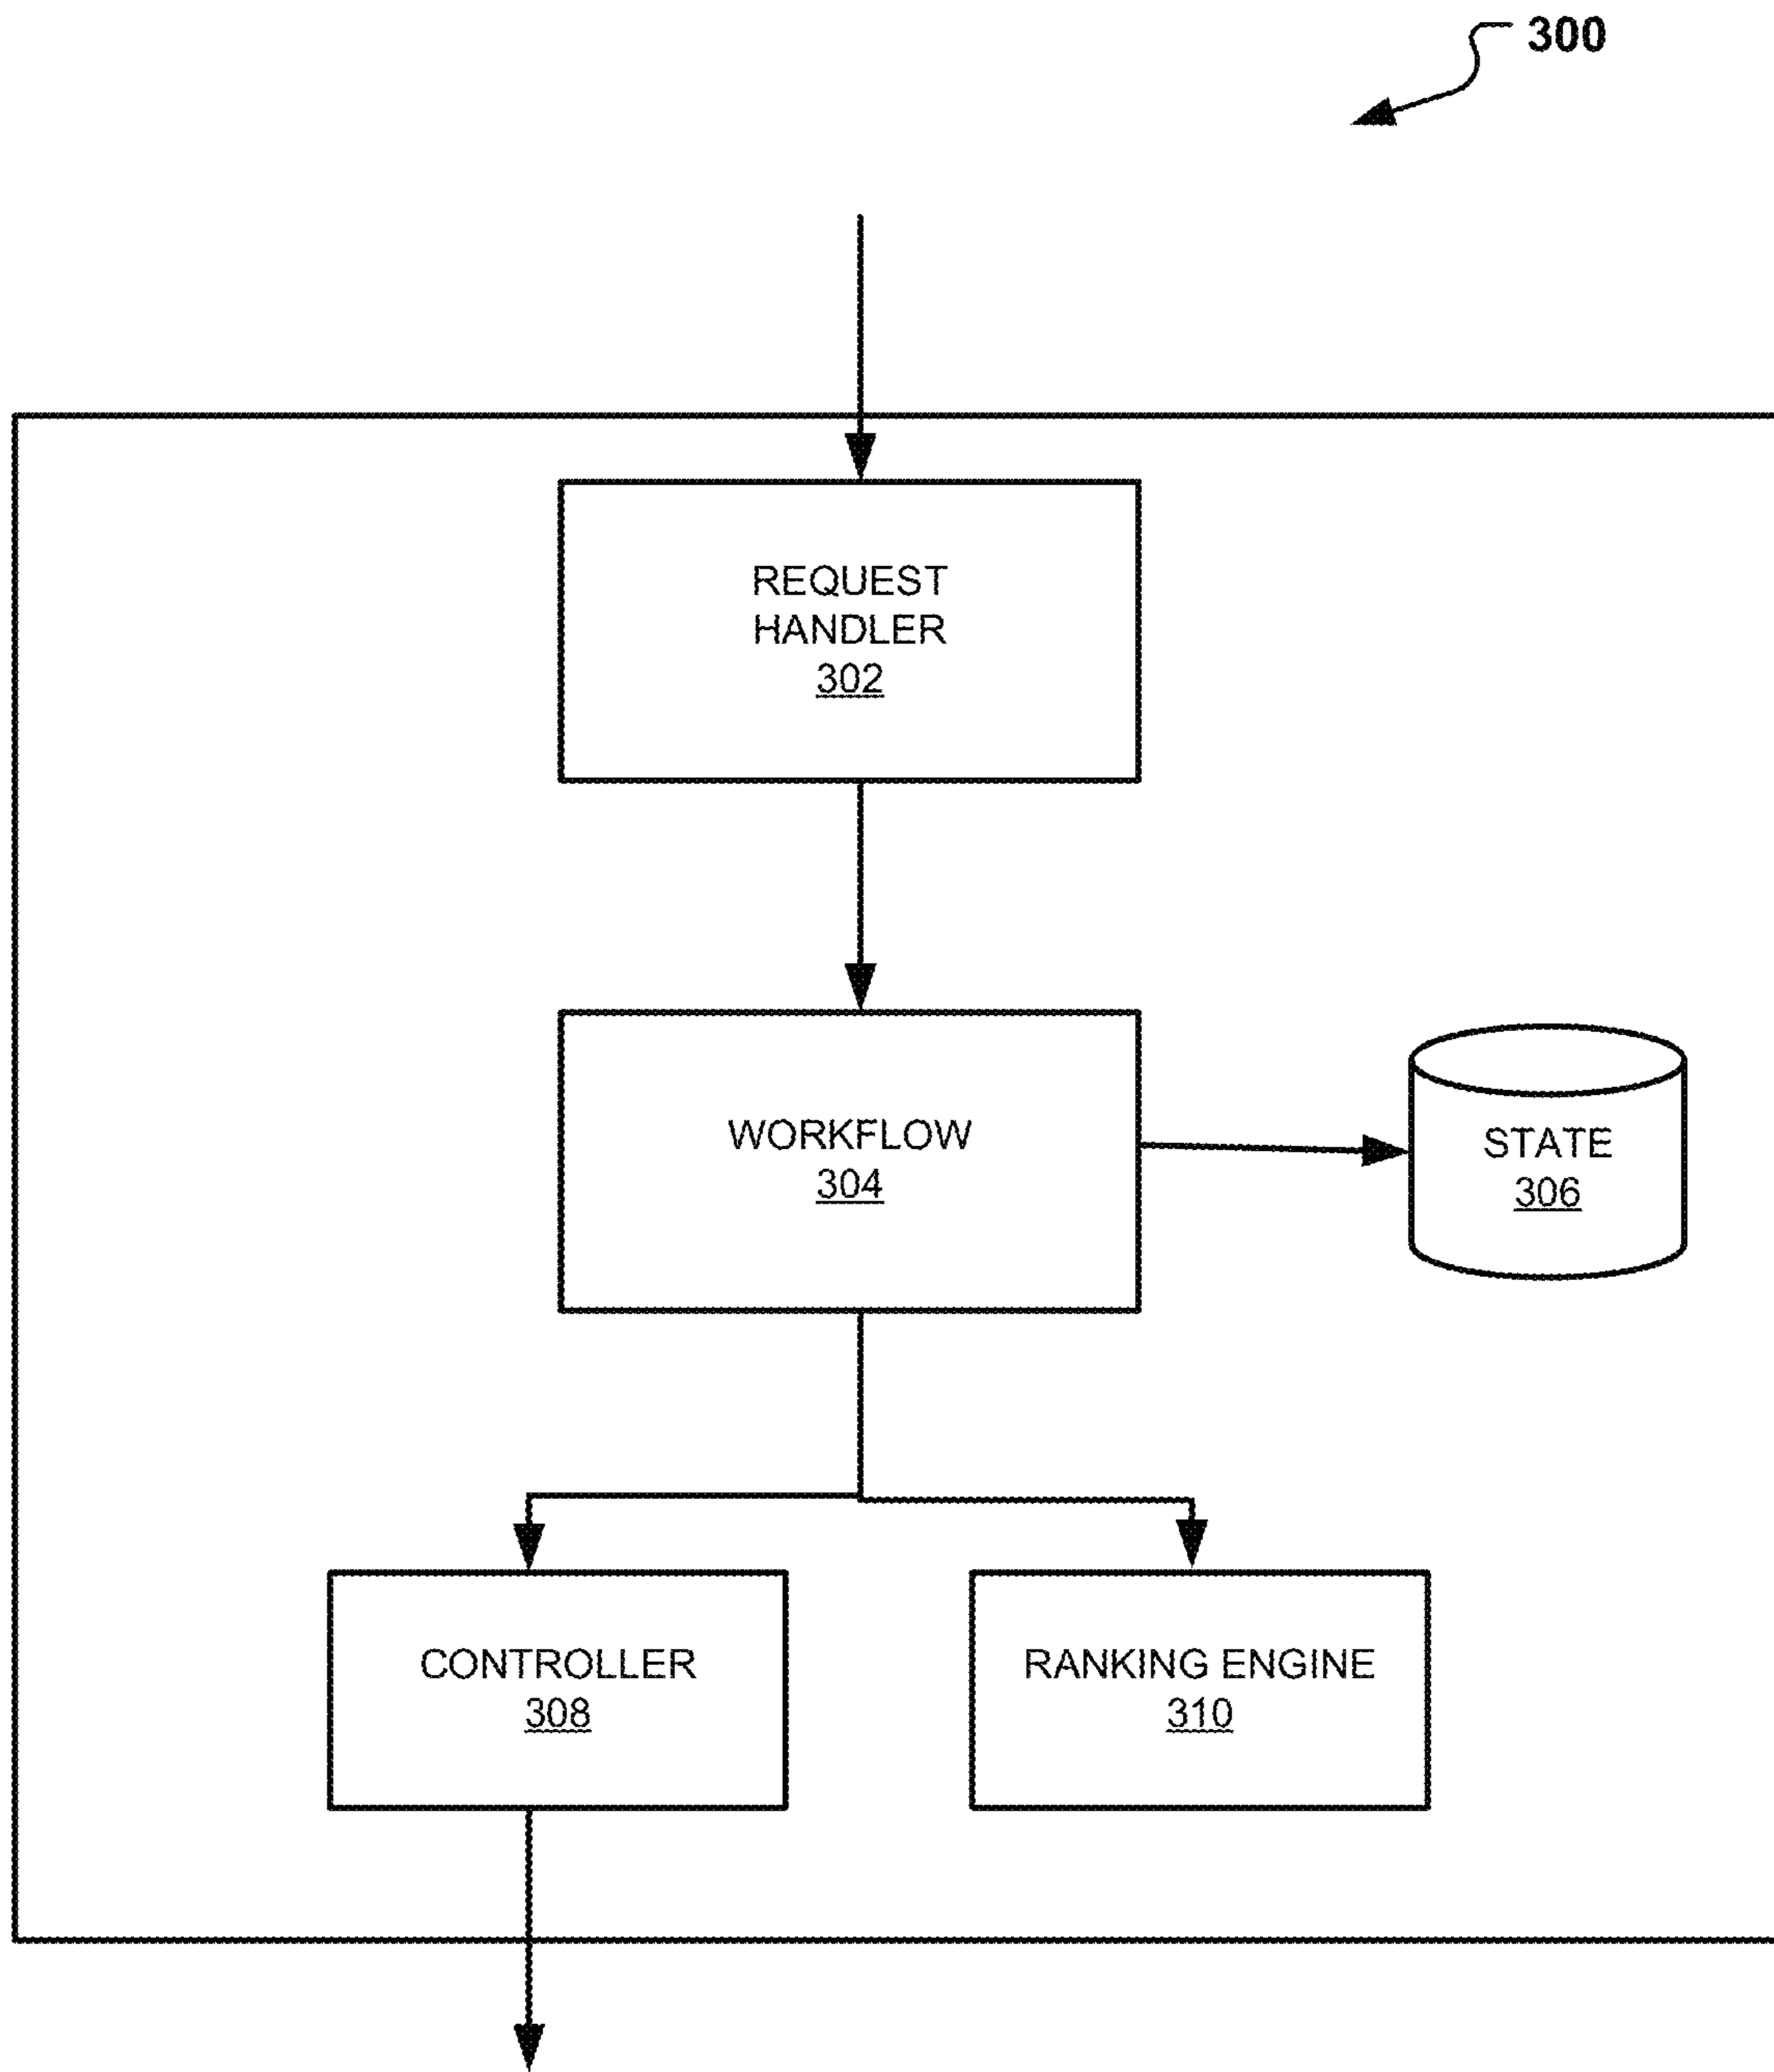 300
REQUEST
HANDLER
302
WORKFLOW
304
STATE
306
CONTROLLER
308
RANKING ENGINE
310